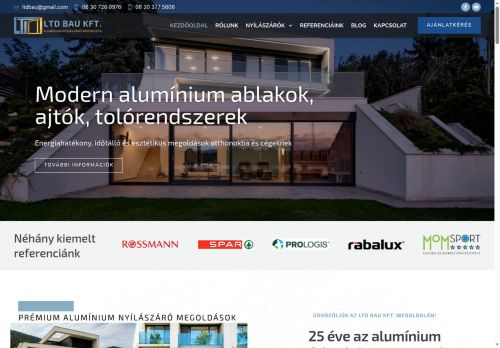 ltdbau@gmail.com 06 30 726 0976 06 30 377 5606
LTD BAU KFT.
KEZDŐOLDAL RÓLUNK NYÍLÁSZÁRÓK REFERENCIÁINK BLOG KAPCSOLAT AJÁNLATKÉRÉS
Modern alumínium ablakok,
ajtók, tolórendszerek
Energiahatékony, időtálló és esztétikus megoldások otthonokba és cégeknek
TOVÁBBI INFORMÁCIÓK
Néhány kiemelt
referenciánk
ROSSMANN SPAR PROLOGIS rabalux MOMSPORT
PRÉMIUM ALUMÍNIUM NYÍLÁSZÁRÓ MEGOLDÁSOK
ÜDVÖZÖLJÜK AZ LTD BAU KFT. WEBOLDALÁN!
25 éve az alumínium